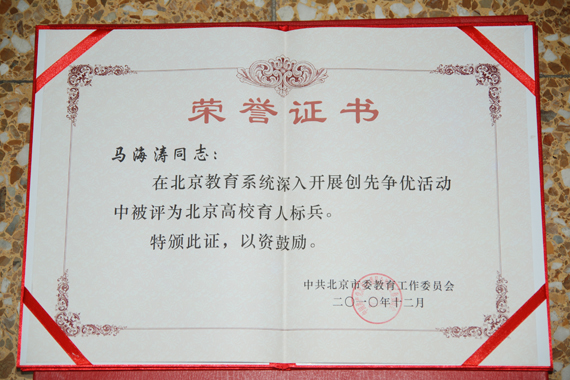 荣誉证书
马海涛同志：
在北京教育系统深入开展创先争优活动
中被评为北京高校育人标兵。
特颁此证，以资鼓励。
中共北京市委教育工作委员会
二〇一〇年十二月